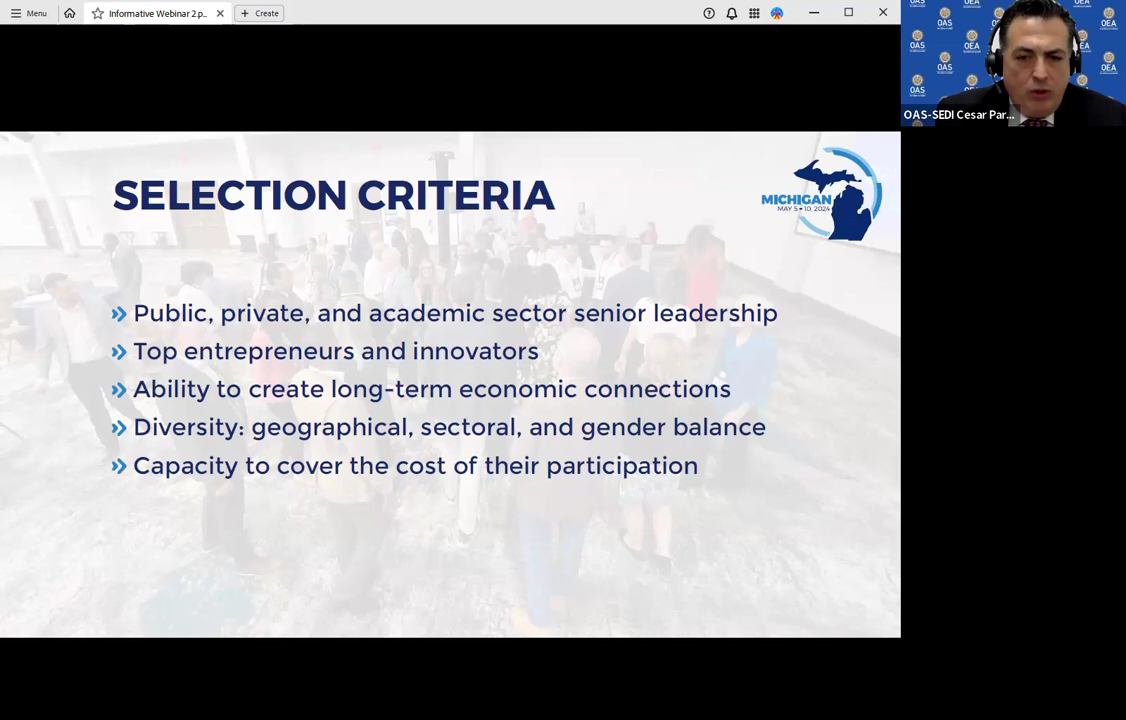 Menu
Informative Webinar 2.p...
Create
OAS
OEA
OAS-SEDI Cesar Par...
SELECTION CRITERIA
MICHIGAN
MAY 5 • 10, 2024
Public, private, and academic sector senior leadership
Top entrepreneurs and innovators
Ability to create long-term economic connections
Diversity: geographical, sectoral, and gender balance
Capacity to cover the cost of their participation